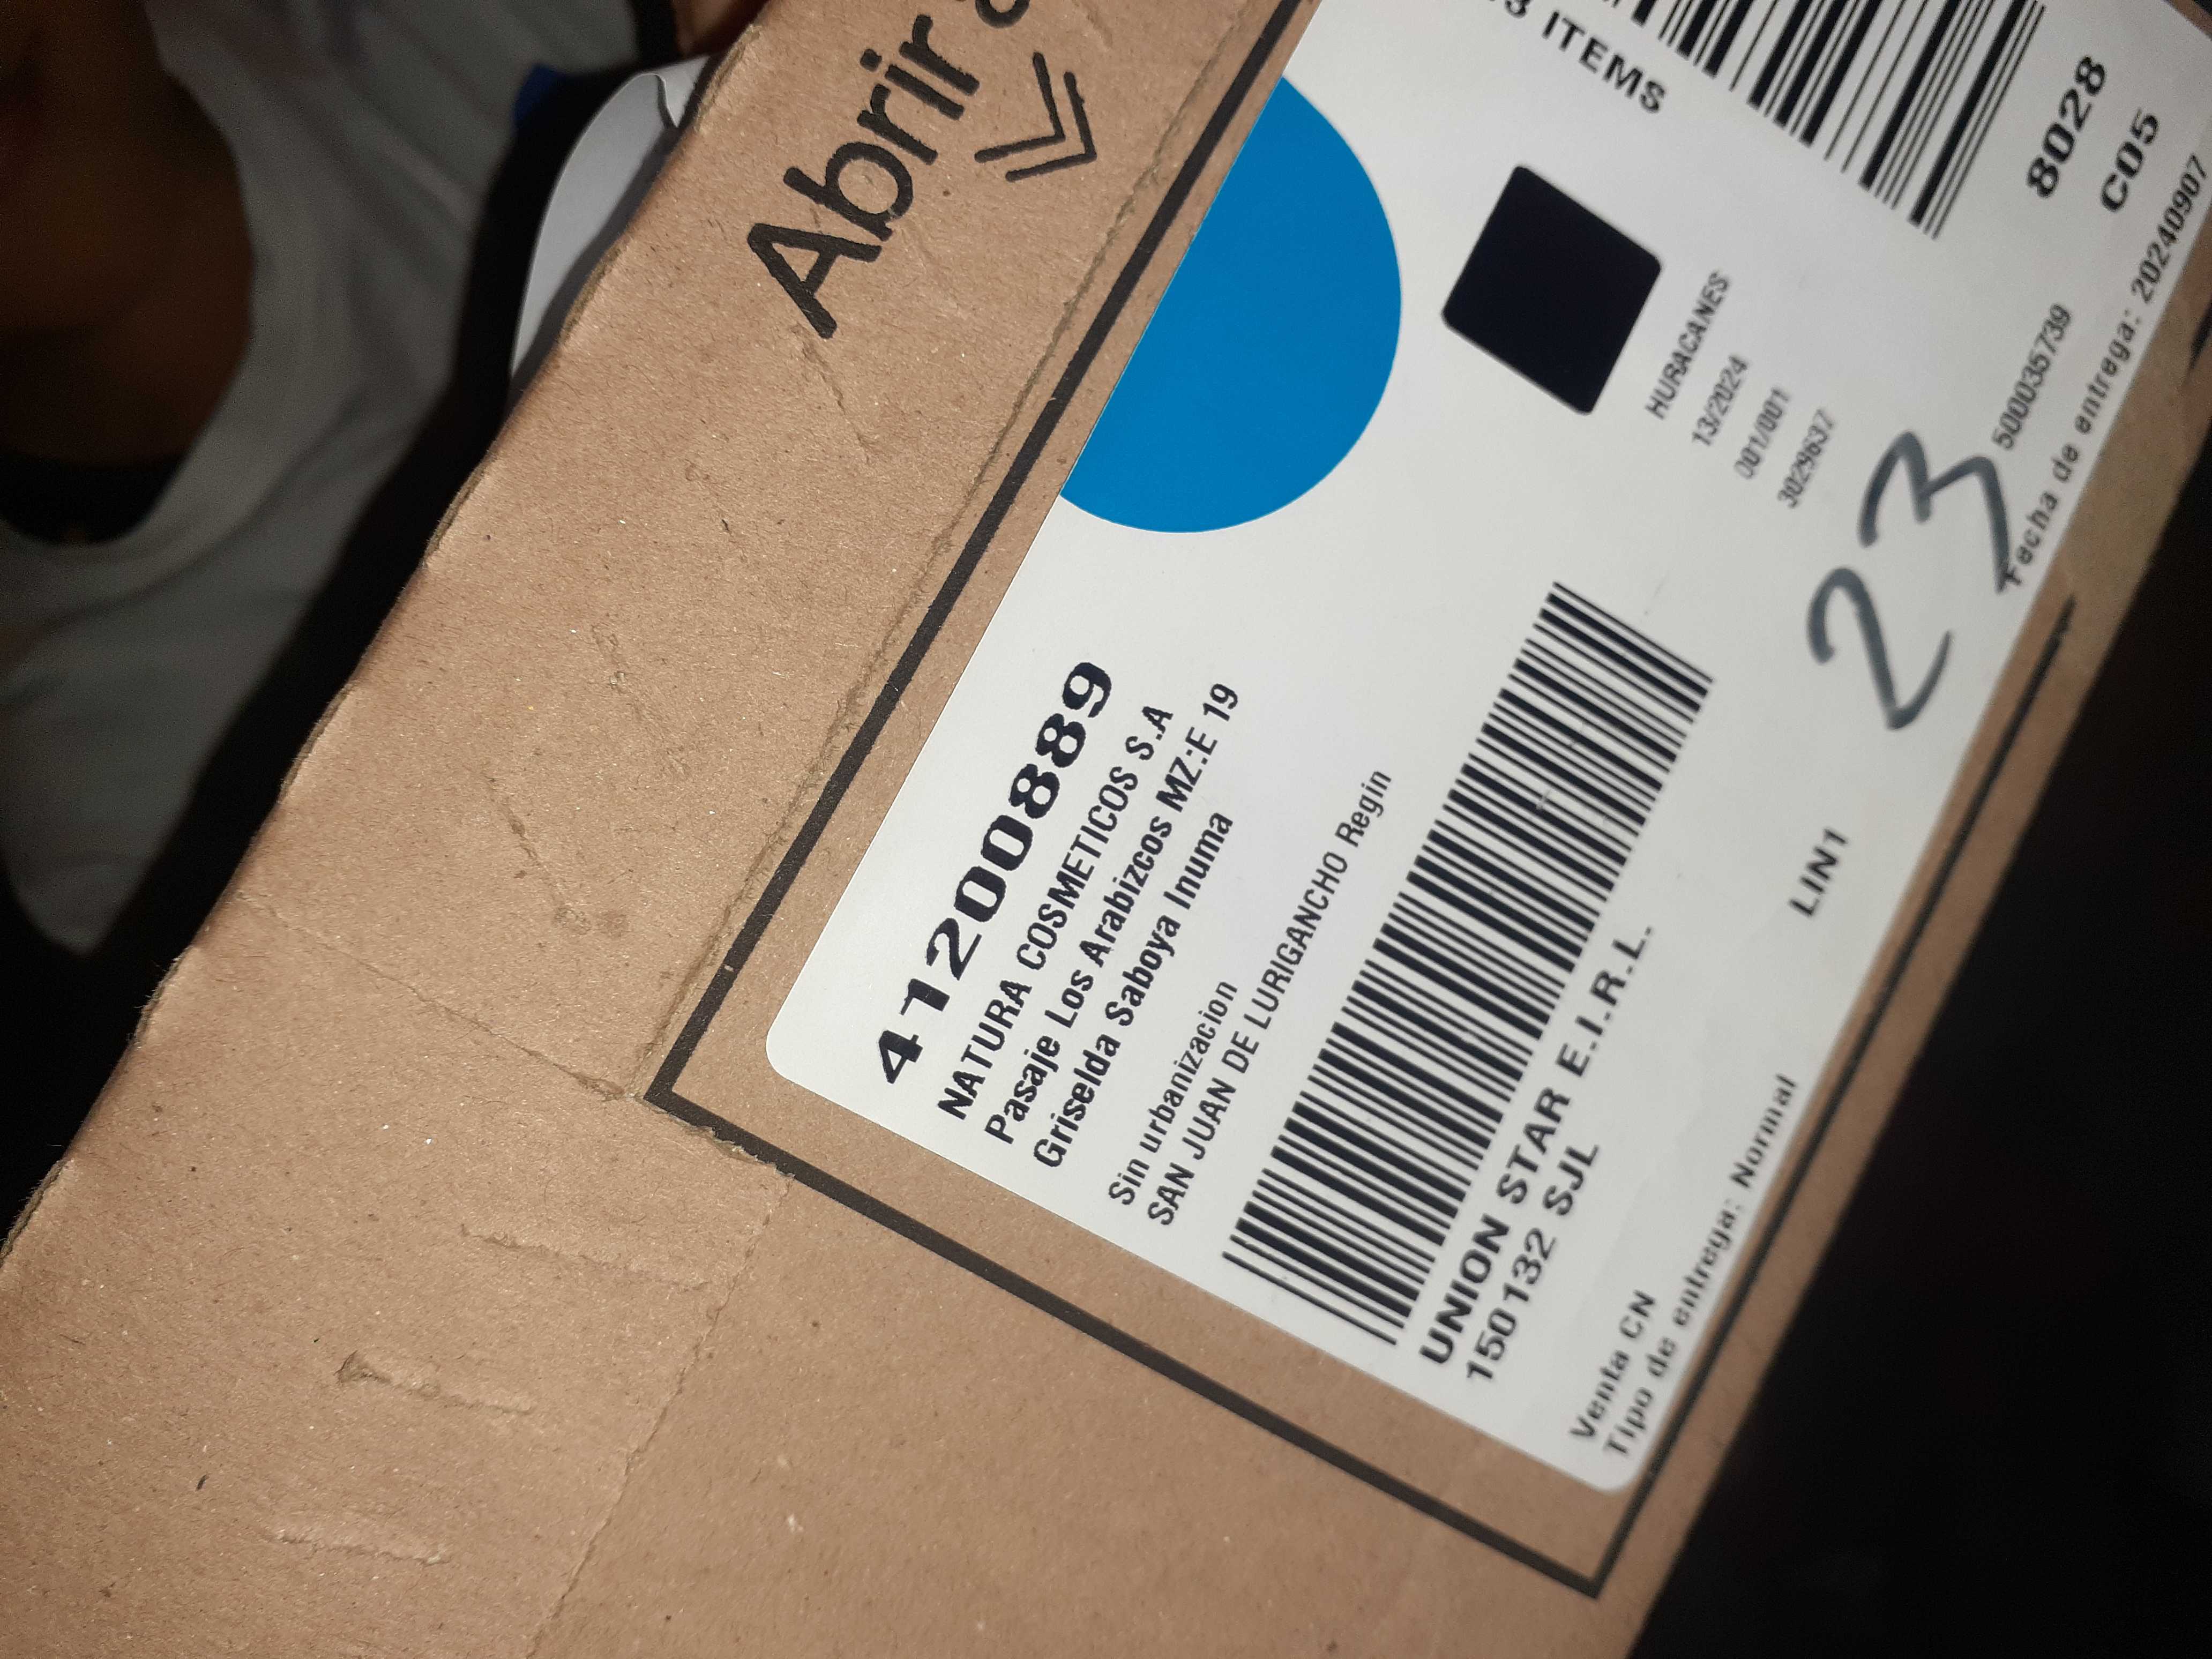 Abrir
41200889
NATURA COSMETICOS S.A
Pasaje Los Arabizcos MZ:E 19
Griselda Saboya Inuma
Sin urbanizacion
SAN JUAN DE LURIGANCHO Regin
UNION STAR E.I.R.L.
150132 SJL
Venta CN
Tipo de entrega: Normal
LIN1
23
3 ITEMS
HURACANES
13/2024
001/001
30229637
8028
C05
5000035739
Fecha de entrega: 20240907